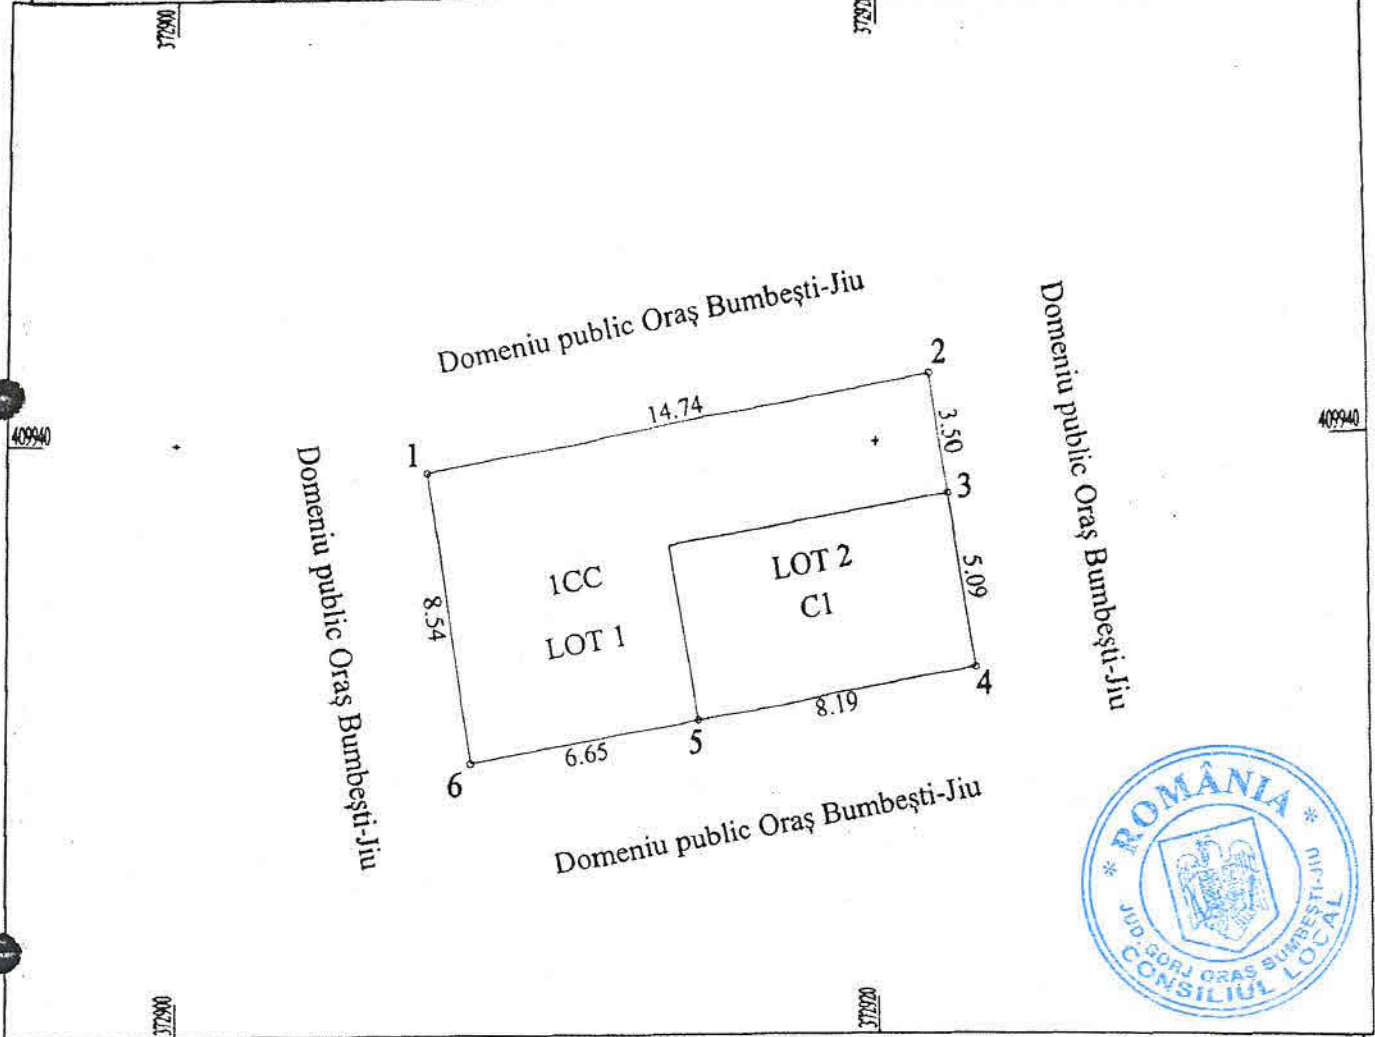 372900
Domeniu public Oraş Bumbeşti-Jiu
2
14.74
3.50
409940
409940
1
3
Domeniu public Oraş Bumbeşti-Jiu
Domeniu public Oraş Bumbeşti-Jiu
LOT 2
C1
1CC
LOT 1
8.54
5.09
4
8.19
5
6.65
6
Domeniu public Oraş Bumbeşti-Jiu
* ROMÂNIA *
JUD. GORJ ORAS BUMBEŞTI-JIU
CONSILIUL LOCAL
372900
372920